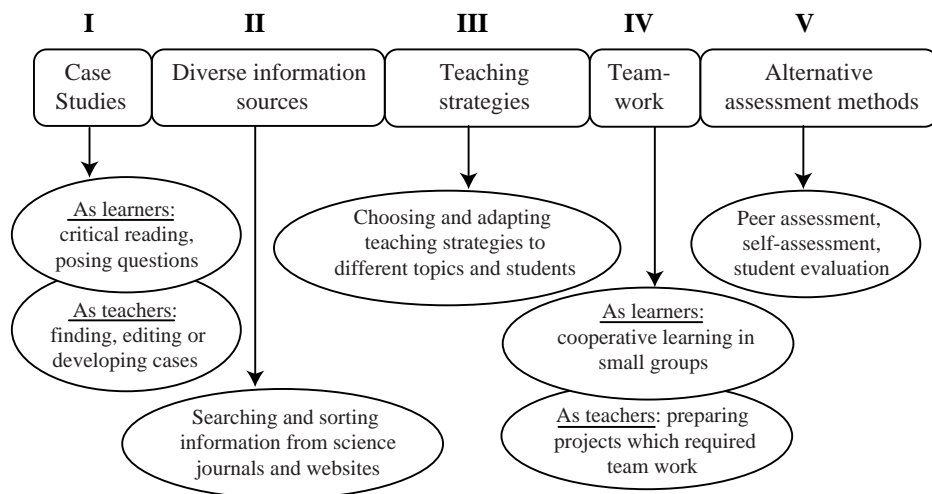 I
II
III
IV
V
Case
Studies
Diverse information
sources
Teaching
strategies
Team-
work
Alternative
assessment methods
As learners:
critical reading,
posing questions
As teachers:
finding, editing or
developing cases
Searching and sorting
information from science
journals and websites
Choosing and adapting
teaching strategies to
different topics and students
As learners:
cooperative learning in
small groups
As teachers: preparing
projects which required
team work
Peer assessment,
self-assessment,
student evaluation